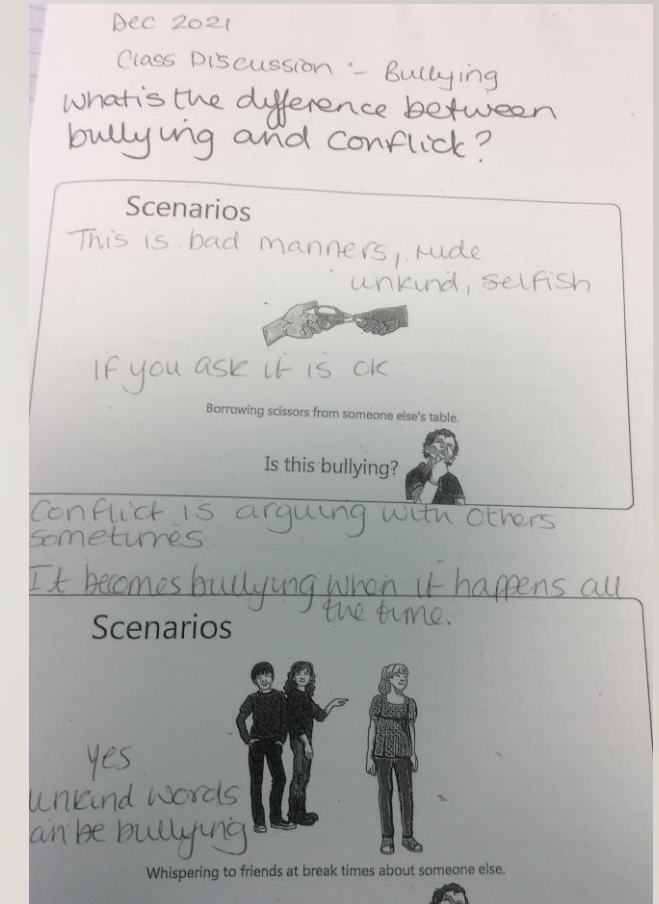 Dec 2021
Class Discussion :- Bullying
what is the difference between
bullying and conflick?
Scenarios
This is bad manners, rude
unkind, selfish
If you ask it is ok
Borrowing scissors from someone else's table.
Is this bullying?
Conflict is arguing with others
sometimes.
It becomes bullying when it happens all
the time.
Scenarios
yes
unkind words
an be bullying
Whispering to friends at break times about someone else.